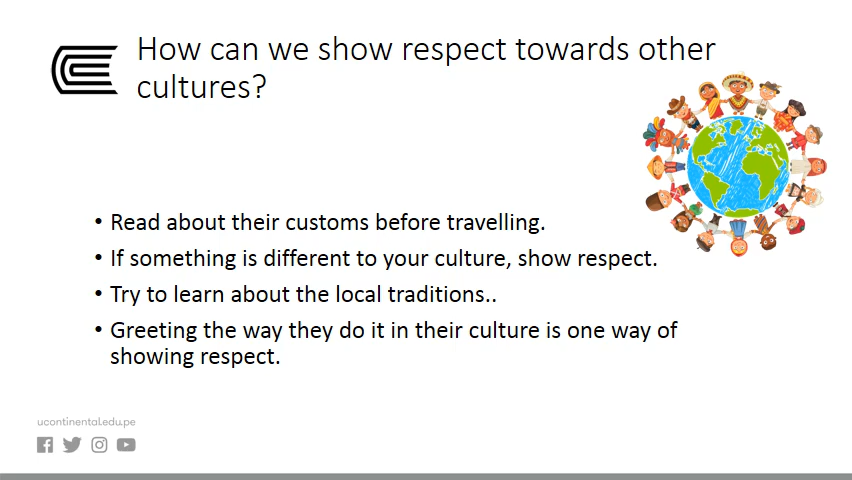 How can we show respect towards other
cultures?
• Read about their customs before travelling.
• If something is different to your culture, show respect.
• Try to learn about the local traditions..
• Greeting the way they do it in their culture is one way of
showing respect.
ucontinental.edu.pe